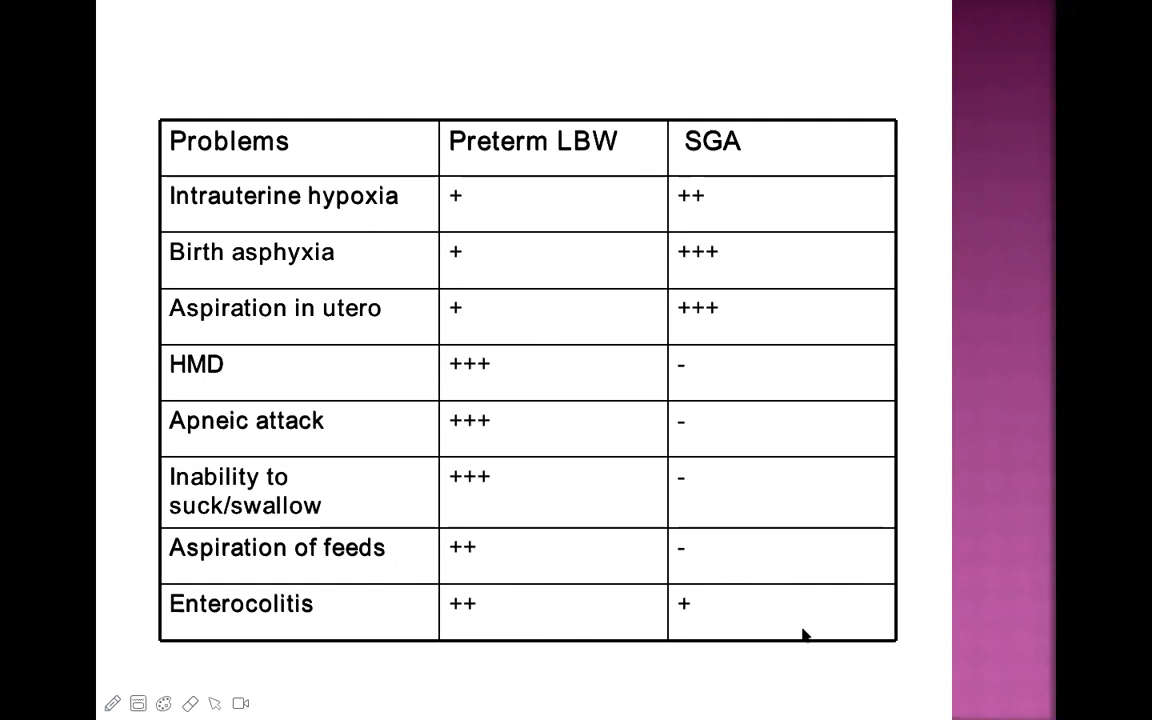 Problems Preterm LBW SGA
Intrauterine hypoxia + ++
Birth asphyxia + +++
Aspiration in utero + +++
HMD +++ -
Apneic attack +++ -
Inability to +++ -
suck/swallow
Aspiration of feeds ++ -
Enterocolitis ++ +